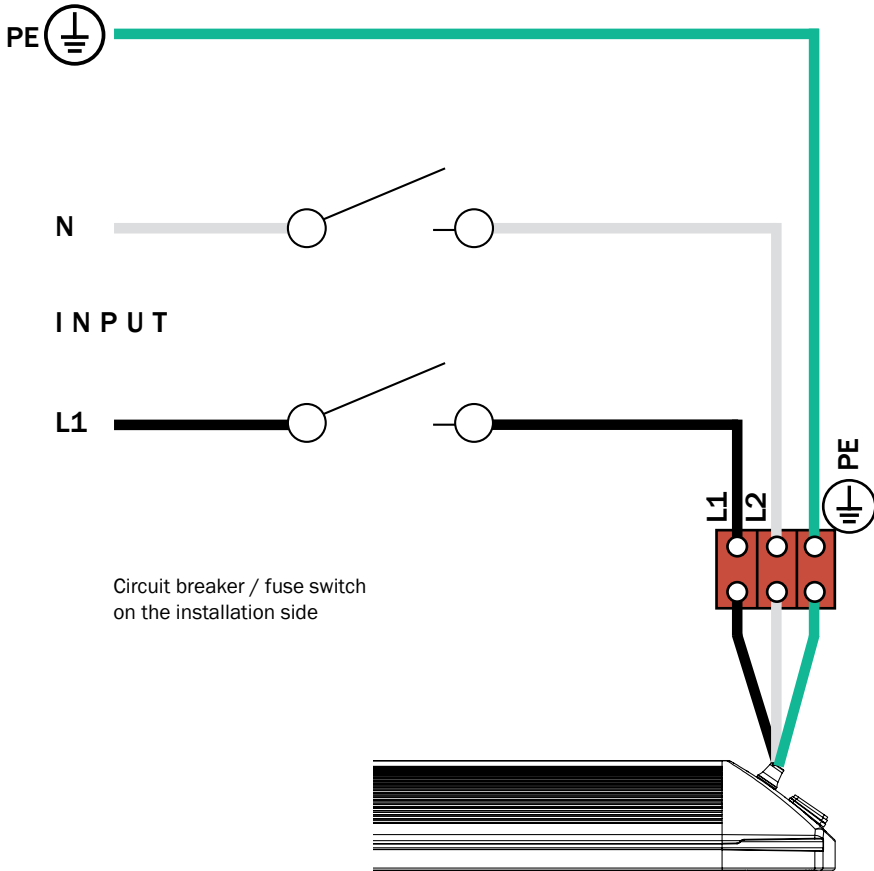 PE
N
INPUT
L1
L1
L2
PE
Circuit breaker / fuse switch
on the installation side